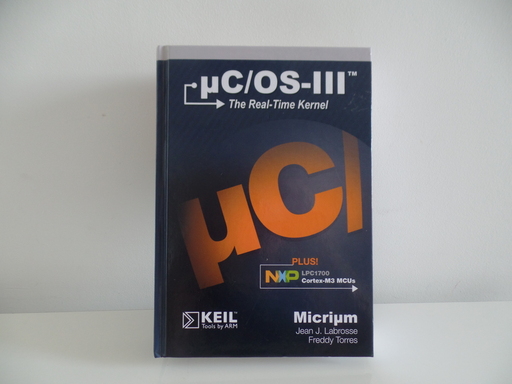 µC/OS-III™
The Real-Time Kernel
µC/
PLUS!
NXP LPC1700
Cortex-M3 MCUs
KEIL™
Tools by ARM
Micriµm
Jean J. Labrosse
Freddy Torres